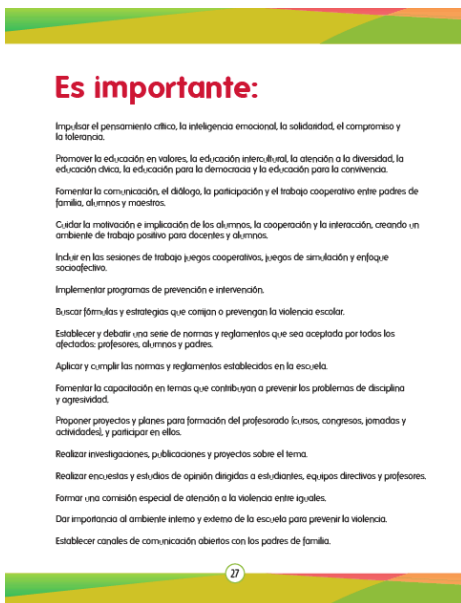 Es importante:
Impulsar el pensamiento crítico, la inteligencia emocional, la solidaridad, el compromiso y
la tolerancia.
Promover la educación en valores, la educación intercultural, la atención a la diversidad, la
educación cívica, la educación para la democracia y la educación para la convivencia.
Fomentar la comunicación, el diálogo, la participación y el trabajo cooperativo entre padres de
familia, alumnos y maestros.
Cuidar la motivación e implicación de los alumnos, la cooperación y la interacción, creando un
ambiente de trabajo positivo para docentes y alumnos.
Incluir en las sesiones de trabajo juegos cooperativos, juegos de simulación y enfoque
socioafectivo.
Implementar programas de prevención e intervención.
Buscar fórmulas y estrategias que corrijan o prevengan la violencia escolar.
Establecer y debatir una serie de normas y reglamentos que sea aceptada por todos los
afectados: profesores, alumnos y padres.
Aplicar y cumplir las normas y reglamentos establecidos en la escuela.
Fomentar la capacitación en temas que contribuyan a prevenir los problemas de disciplina
y agresividad.
Proponer proyectos y planes para formación del profesorado (cursos, congresos, jornadas y
actividades), y participar en ellos.
Realizar investigaciones, publicaciones y proyectos sobre el tema.
Realizar encuestas y estudios de opinión dirigidas a estudiantes, equipos directivos y profesores.
Formar una comisión especial de atención a la violencia entre iguales.
Dar importancia al ambiente interno y externo de la escuela para prevenir la violencia.
Establecer canales de comunicación abiertos con los padres de familia.
27